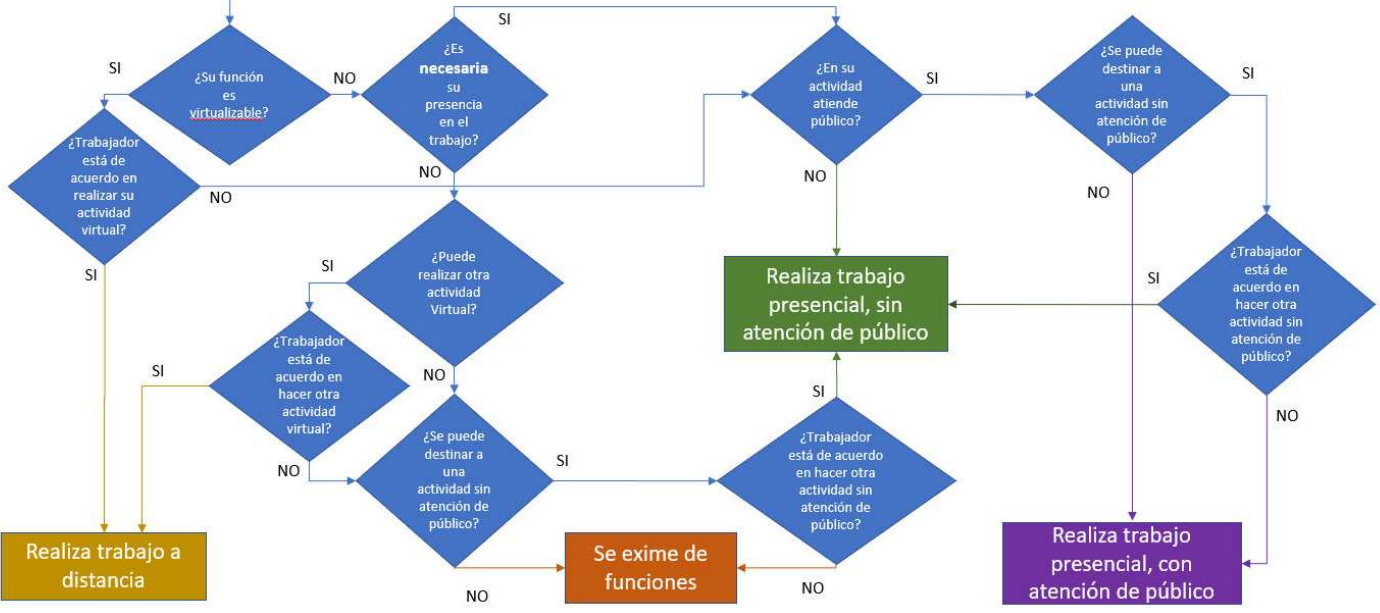 SI
¿Su función
es
virtualizable?
NO
¿Es
necesaria
su
presencia
en el
trabajo?
SI
NO
¿En su
actividad
atiende
público?
SI
NO
¿Se puede
destinar a
una
actividad sin
atención de
público?
SI
NO
¿Trabajador
está de
acuerdo en
realizar su
actividad
virtual?
NO
SI
¿Puede
realizar otra
actividad
Virtual?
SI
NO
Realiza trabajo
presencial, sin
atención de público
SI
¿Trabajador
está de
acuerdo en
hacer otra
actividad sin
atención de
público?
NO
¿Trabajador
está de
acuerdo en
hacer otra
actividad
virtual?
SI
NO
¿Se puede
destinar a
una
actividad sin
atención de
público?
SI
NO
SI
¿Trabajador
está de acuerdo
en hacer otra
actividad sin
atención de
público?
NO
Realiza trabajo a
distancia
Se exime de
funciones
Realiza trabajo
presencial, con
atención de público